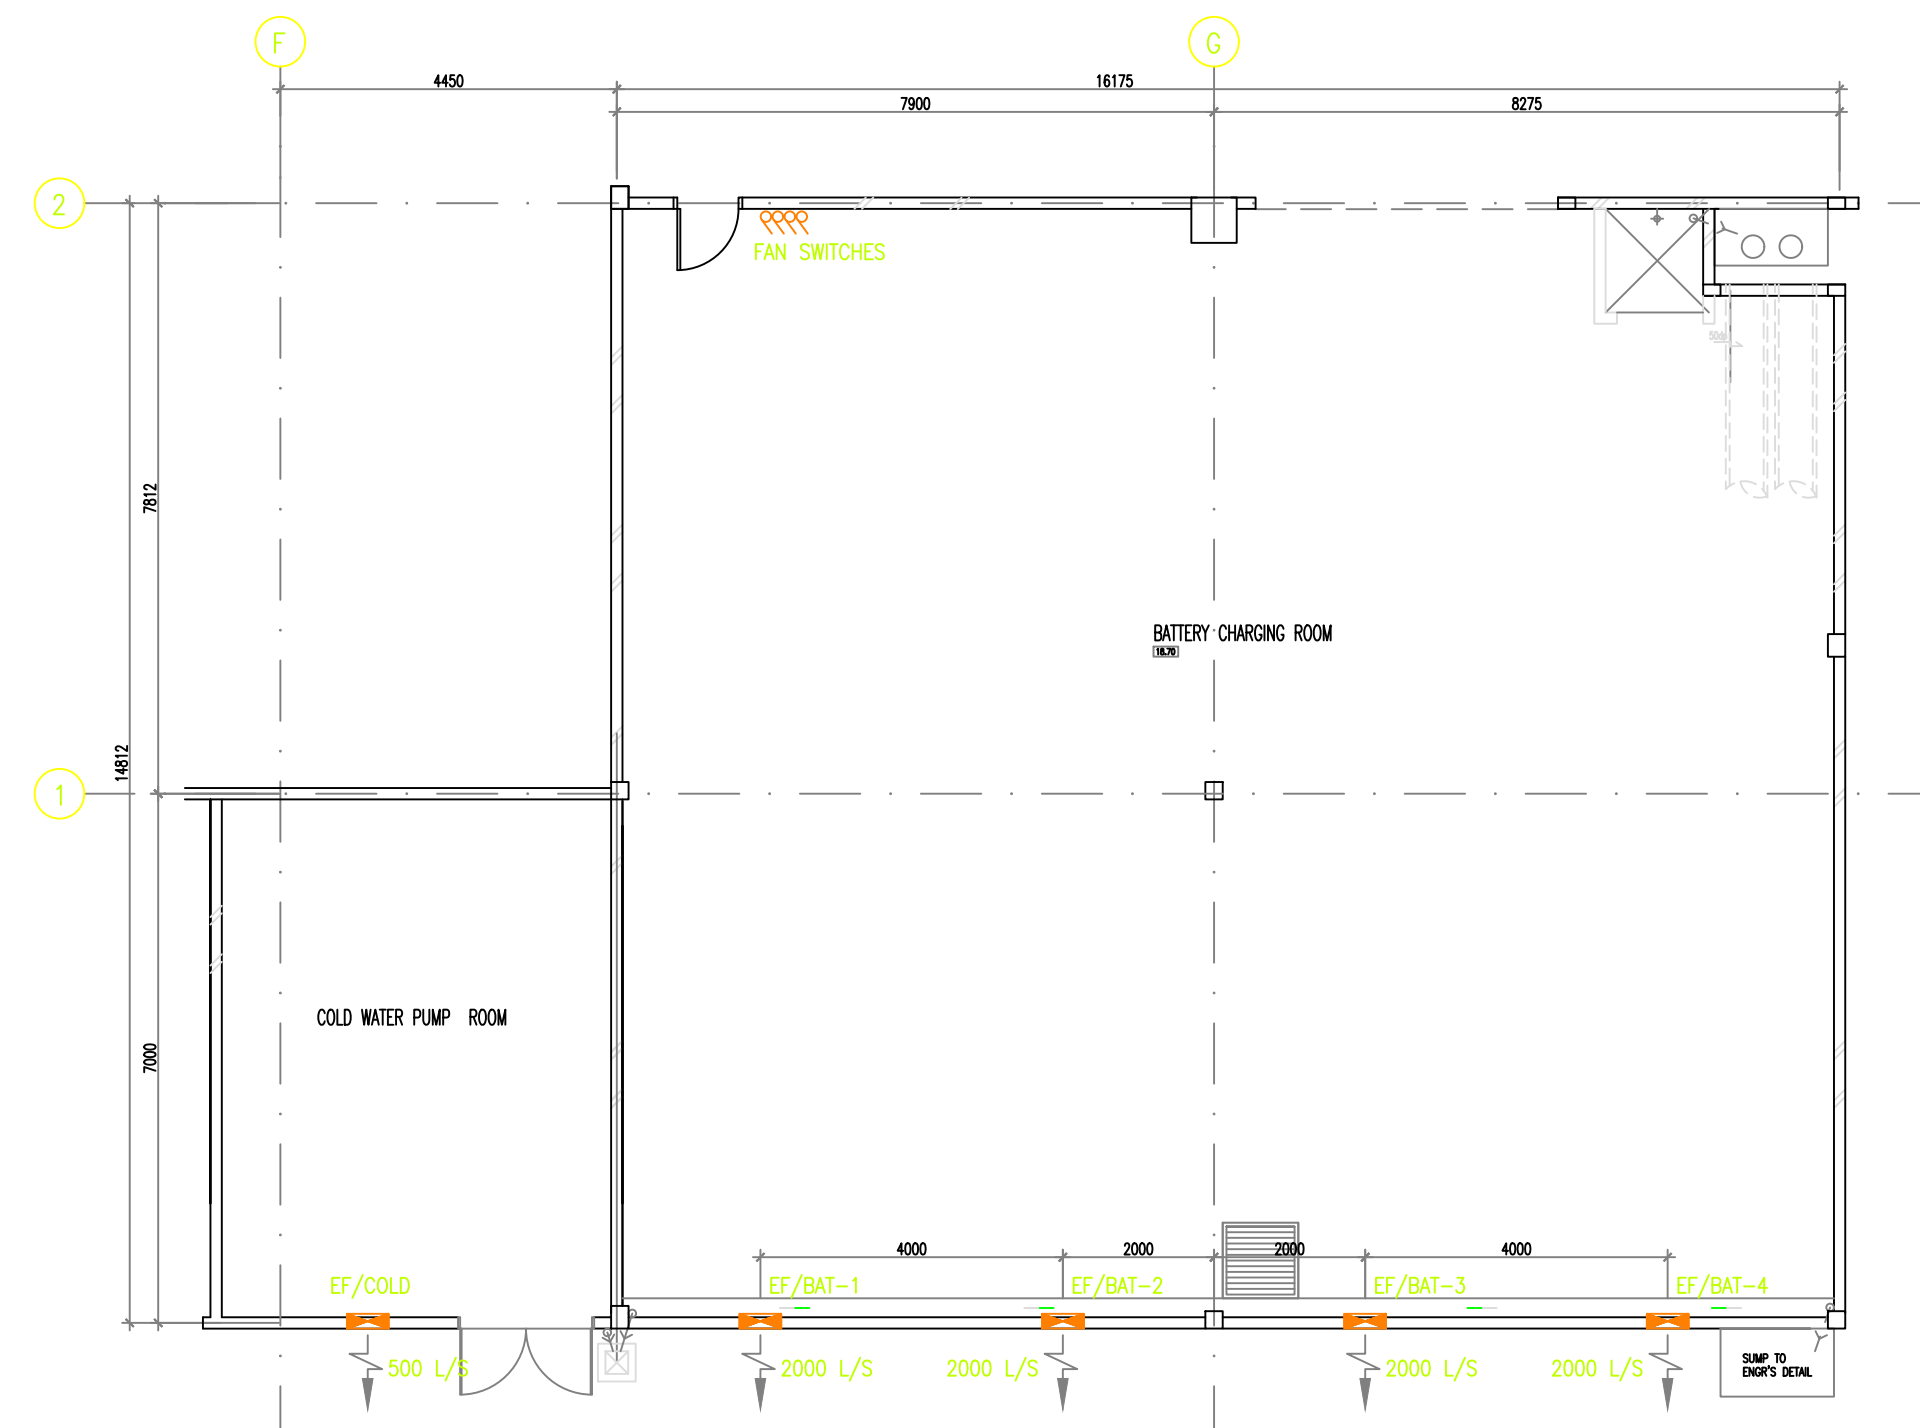 F
G
4450
16175
7900
8275
2
FAN SWITCHES
50ø
7812
BATTERY CHARGING ROOM
16.70
14812
1
COLD WATER PUMP ROOM
7000
4000
2000
2000
4000
EF/COLD
EF/BAT-1
EF/BAT-2
EF/BAT-3
EF/BAT-4
500 L/S
2000 L/S
2000 L/S
2000 L/S
2000 L/S
SUMP TO
ENGR'S DETAIL